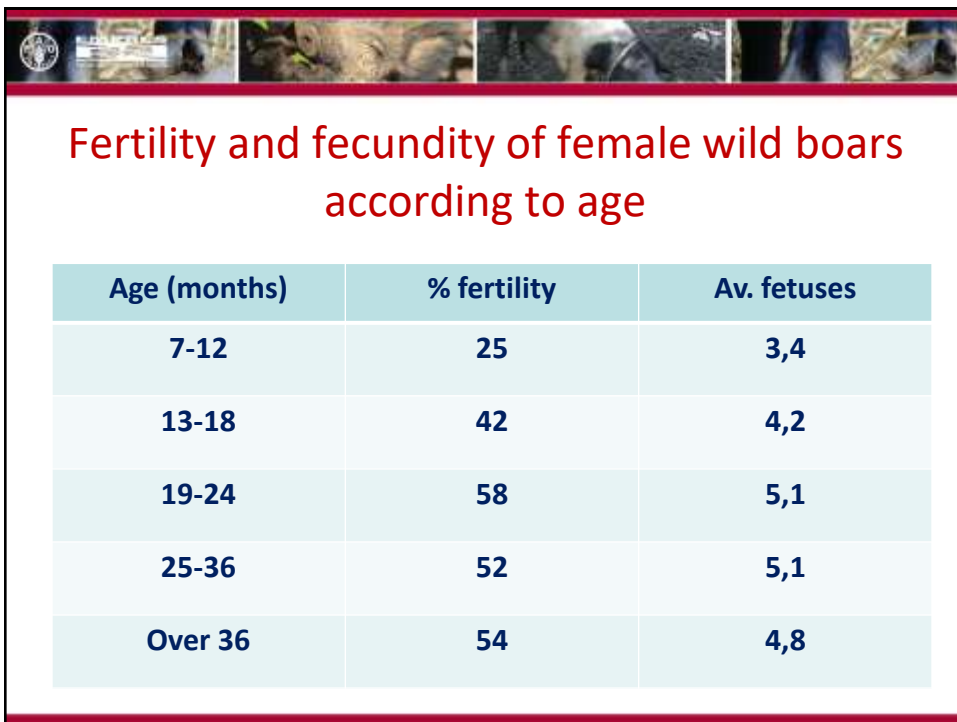 Fertility and fecundity of female wild boars
according to age
Age (months) % fertility Av. fetuses
7-12 25 3,4
13-18 42 4,2
19-24 58 5,1
25-36 52 5,1
Over 36 54 4,8